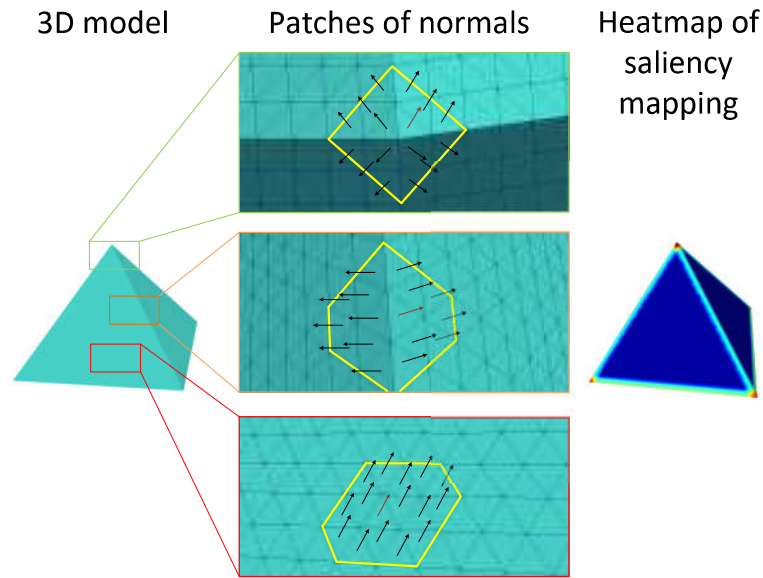 3D model
Patches of normals
Heatmap of
saliency
mapping